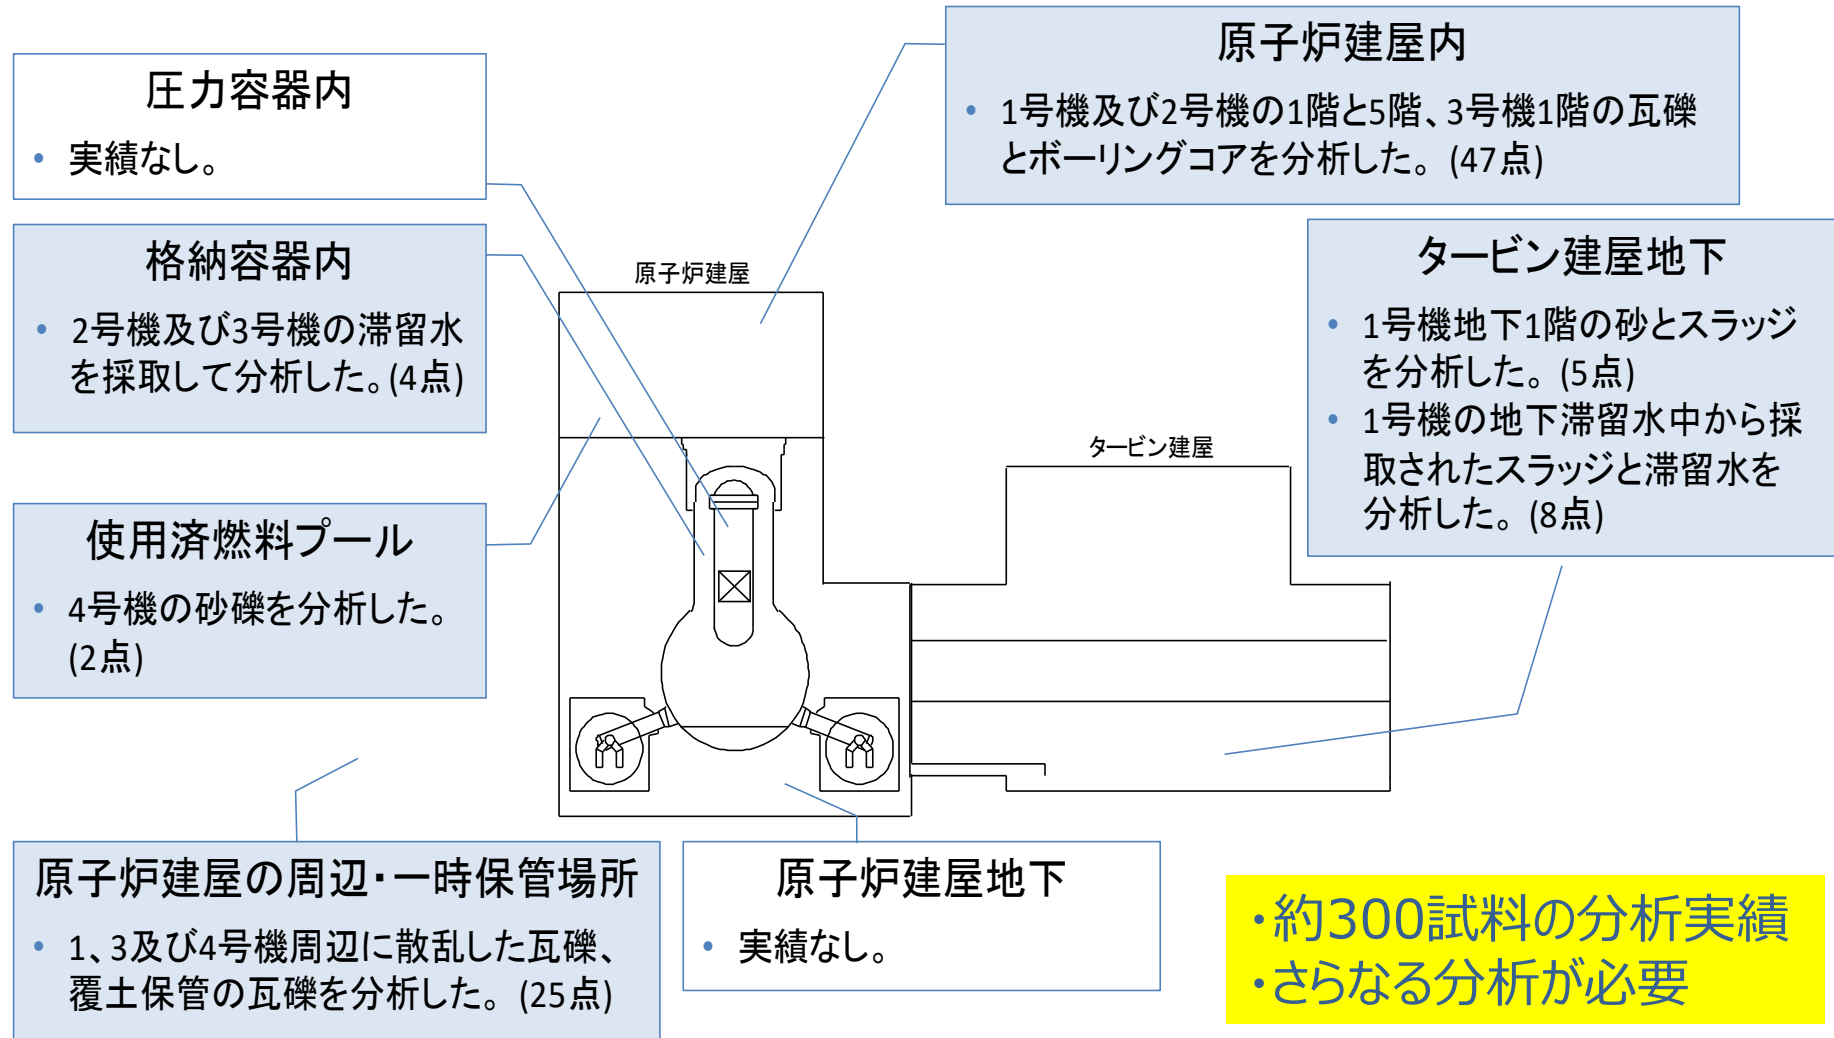 圧力容器内
• 実績なし。
格納容器内
• 2号機及び3号機の滞留水
を採取して分析した。(4点)
使用済燃料プール
• 4号機の砂礫を分析した。
(2点)
原子炉建屋の周辺・一時保管場所
• 1、3及び4号機周辺に散乱した瓦礫、
覆土保管の瓦礫を分析した。(25点)
原子炉建屋内
• 1号機及び2号機の1階と5階、3号機1階の瓦礫
とボーリングコアを分析した。(47点)
原子炉建屋
タービン建屋
タービン建屋地下
• 1号機地下1階の砂とスラッジ
を分析した。(5点)
• 1号機の地下滞留水中から採
取されたスラッジと滞留水を
分析した。(8点)
原子炉建屋地下
• 実績なし。
・約300試料の分析実績
・さらなる分析が必要